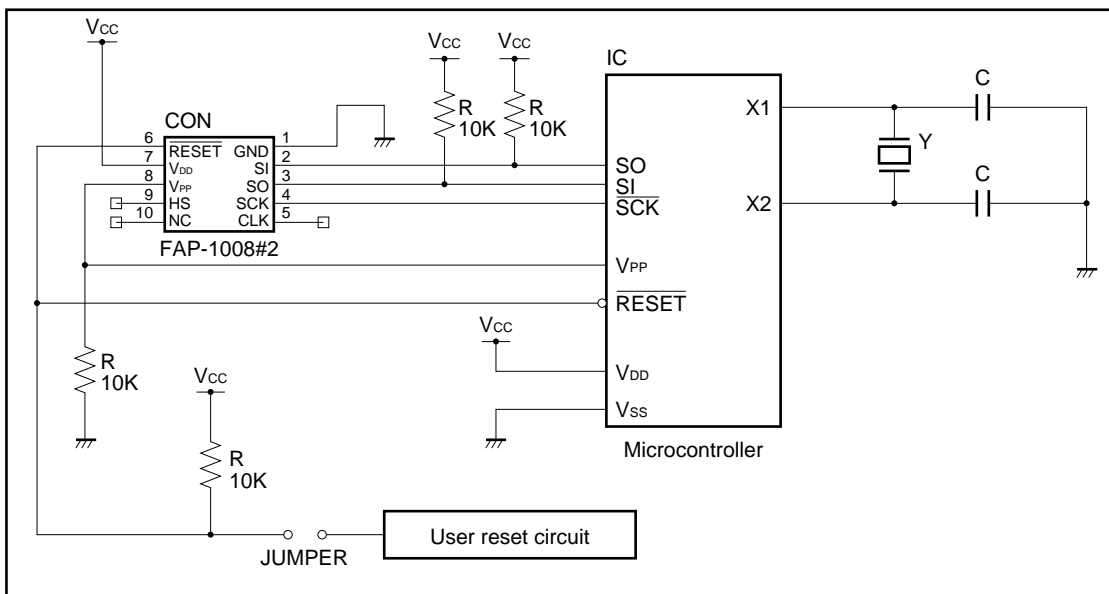 VCC
VCC
VCC
IC
C
R
10K
R
10K
X1
CON
6
RESET
GND
1
7
VDD
SI
2
8
VPP
SO
3
9
HS
SCK
4
10
NC
CLK
5
FAP-1008#2
SO
SI
SCK
Y
X2
C
VPP
RESET
VCC
R
10K
VCC
VDD
VSS
Microcontroller
R
10K
User reset circuit
JUMPER